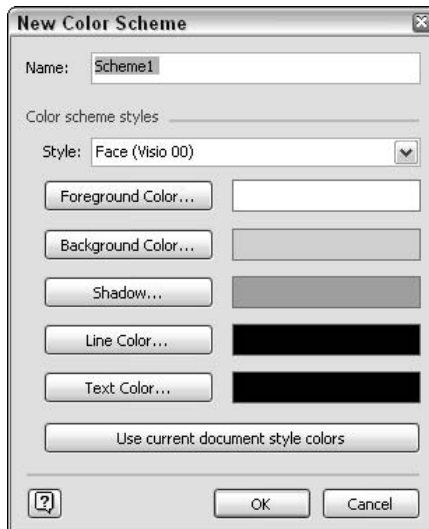 New Color Scheme
Name: Scheme1
Color scheme styles
Style: Face (Visio 00)
Foreground Color...
Background Color...
Shadow...
Line Color...
Text Color...
Use current document style colors
? OK Cancel